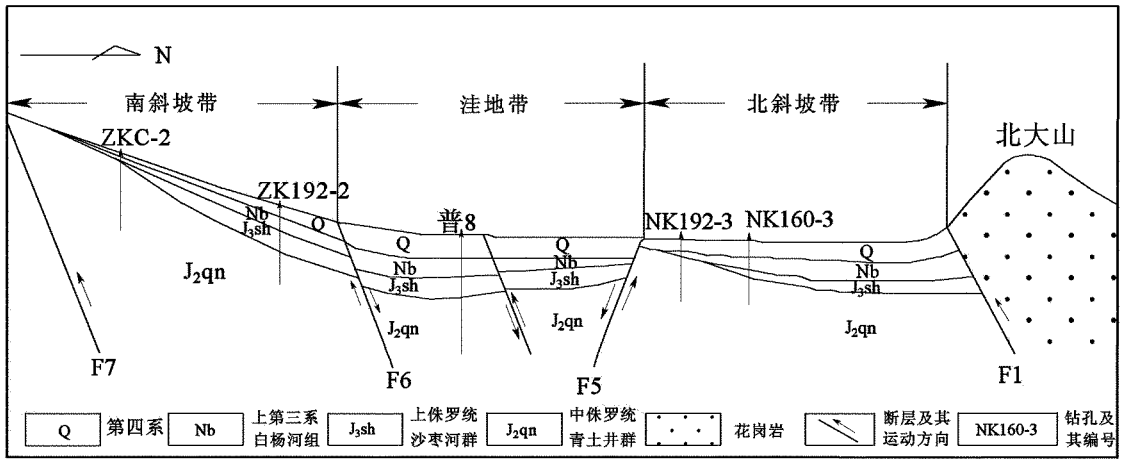 N
南斜坡带
洼地带
北斜坡带
北大山
ZKC-2
ZK192-2
普8
NK192-3
NK160-3
Nb
J₃sh
Q
Q
Nb
J₃sh
Nb
J₃sh
Q
Q
Nb
J₃sh
J₂qn
J₂qn
J₂qn
J₂qn
F7
F6
F5
F1
Q
第四系
Nb
上第三系
白杨河组
J₃sh
上侏罗统
沙枣河群
J₂qn
中侏罗统
青土井群
花岗岩
断层及其
运动方向
NK160-3
钻孔及
其编号